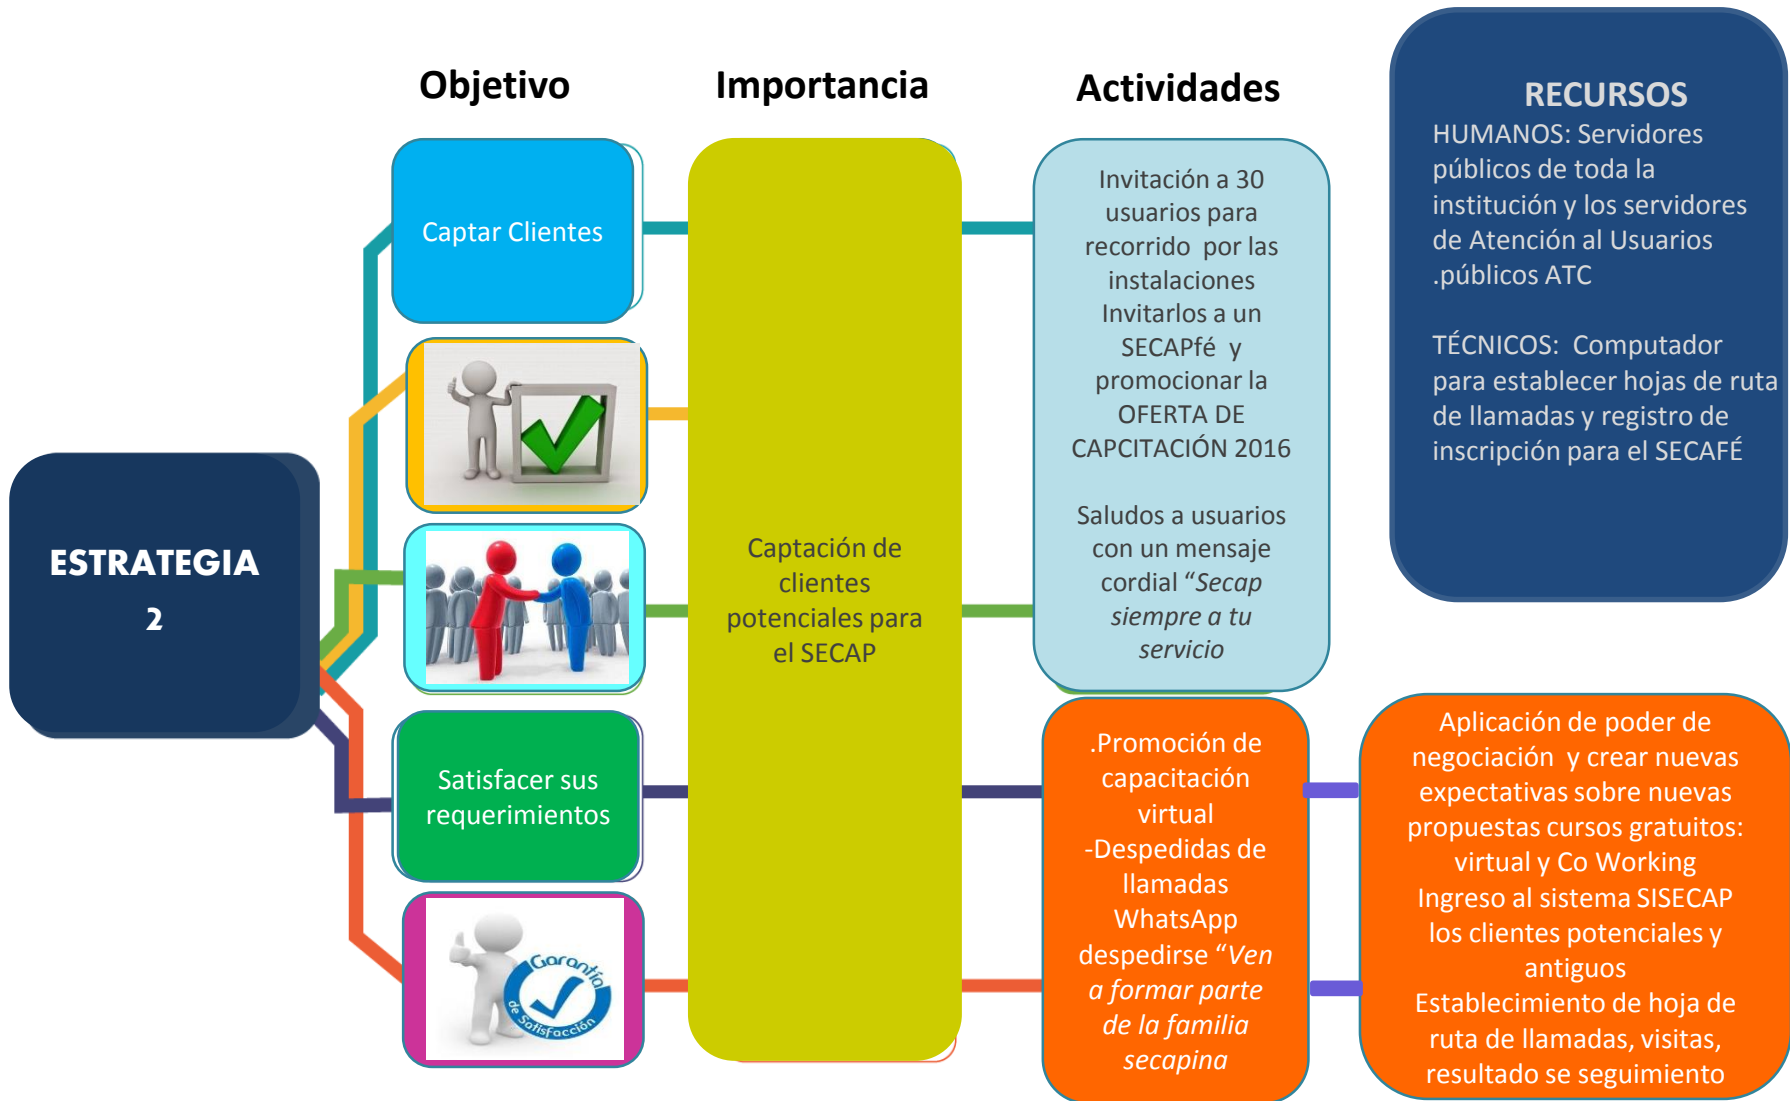 Objetivo
Importancia
Actividades
ESTRATEGIA
2
Captar Clientes
Satisfacer sus
requerimientos
Garantía
de Satisfacción
Captación de
clientes
potenciales para
el SECAP
Invitación a 30
usuarios para
recorrido por las
instalaciones
Invitarlos a un
SECAPfé y
promocionar la
OFERTA DE
CAPCITACIÓN 2016
Saludos a usuarios
con un mensaje
cordial “Secap
siempre a tu
servicio
.Promoción de
capacitación
virtual
-Despedidas de
llamadas
WhatsApp
despedirse “Ven
a formar parte
de la familia
secapina
RECURSOS
HUMANOS: Servidores
públicos de toda la
institución y los servidores
de Atención al Usuarios
.públicos ATC
TÉCNICOS: Computador
para establecer hojas de ruta
de llamadas y registro de
inscripción para el SECAFÉ
Aplicación de poder de
negociación y crear nuevas
expectativas sobre nuevas
propuestas cursos gratuitos:
virtual y Co Working
Ingreso al sistema SISECAP
los clientes potenciales y
antiguos
Establecimiento de hoja de
ruta de llamadas, visitas,
resultado se seguimiento